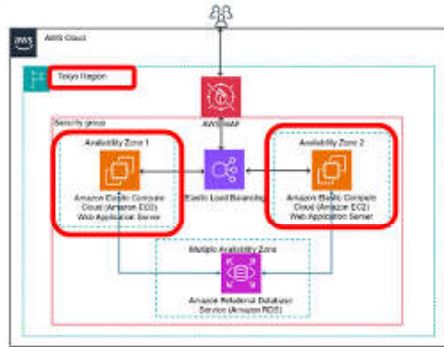 aws
AWS Cloud
Tokyo Region
AWS WAF
Security group
Availability Zone 1
Availability Zone 2
Amazon Elastic Compute
Cloud (Amazon EC2)
Web Application Server
Elastic Load Balancing
Amazon Elastic Compute
Cloud (Amazon EC2)
Web Application Server
Multiple Availability Zone
Amazon Relational Database
Service (Amazon RDS)